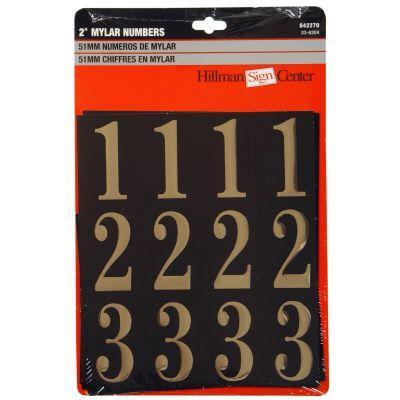 2" MYLAR NUMBERS
842270
03-6304
51MM NUMEROS DE MYLAR
51MM CHIFFRES EN MYLAR
Hillman Sign Center
1 1 1 1
2 2 2 2
3 3 3 3